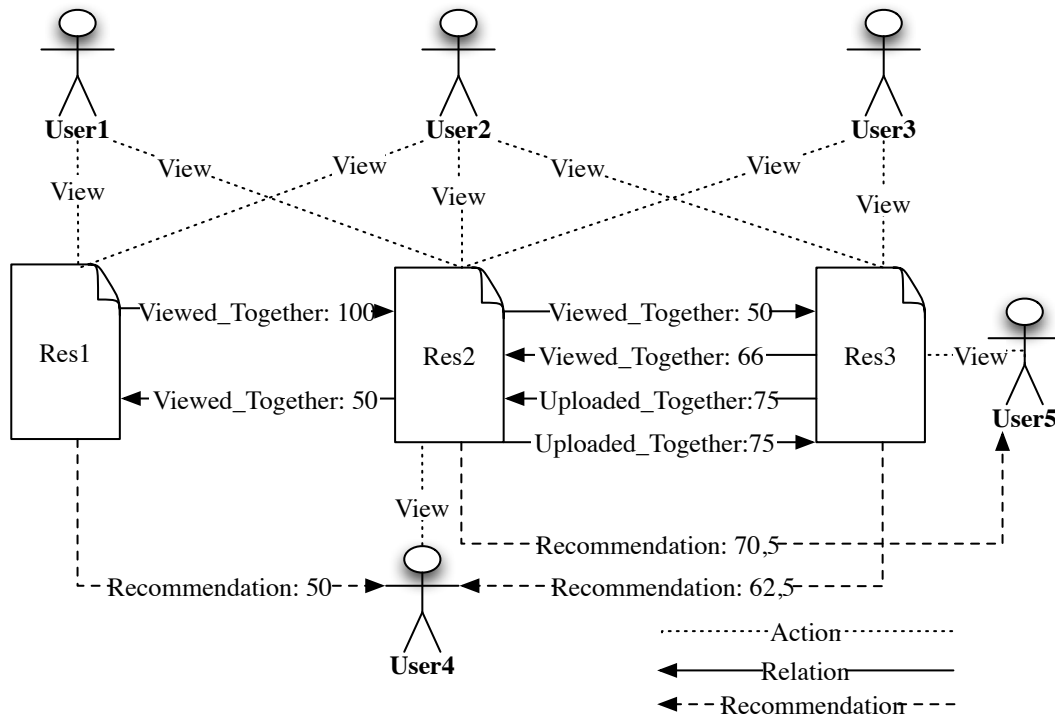 User1
User2
User3
View
View
View
View
View
View
View
Viewed_Together: 100
Viewed_Together: 50
Res1
Res2
Viewed_Together: 66
Res3
View
Viewed_Together: 50
Uploaded_Together:75
User5
Uploaded_Together:75
View
Recommendation: 70,5
Recommendation: 50
Recommendation: 62,5
Action
User4
Relation
Recommendation